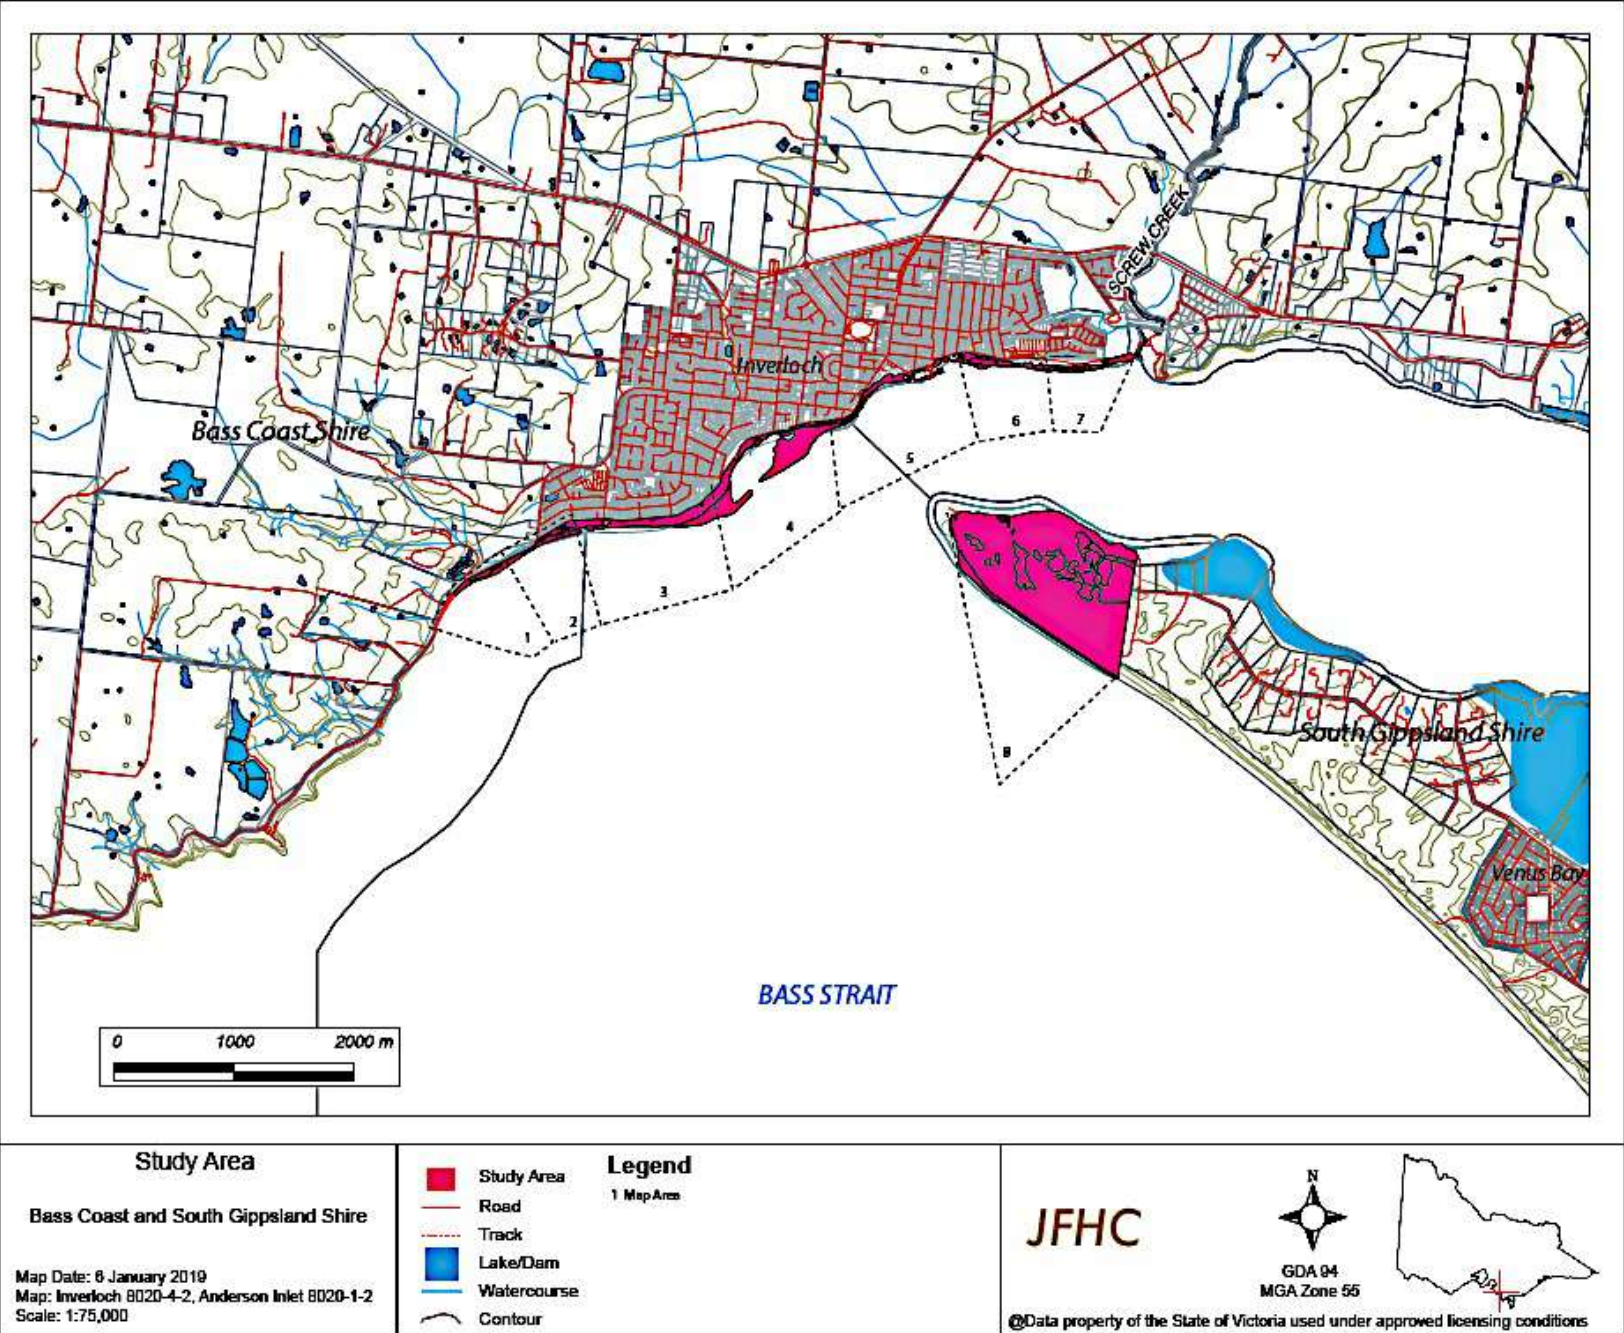 SCREW CREEK
Inverloch
Bass Coast Shire
6
7
5
4
3
2
1
8
South Gippsland Shire
Venus Bay
BASS STRAIT
0 1000 2000 m
Study Area
Bass Coast and South Gippsland Shire
Map Date: 6 January 2019
Map: Inverloch 8020-4-2, Anderson Inlet 8020-1-2
Scale: 1:75,000
Legend
1 Map Area
Study Area
Road
Track
Lake/Dam
Watercourse
Contour
JFHC
N
GDA 94
MGA Zone 55
@Data property of the State of Victoria used under approved licensing conditions